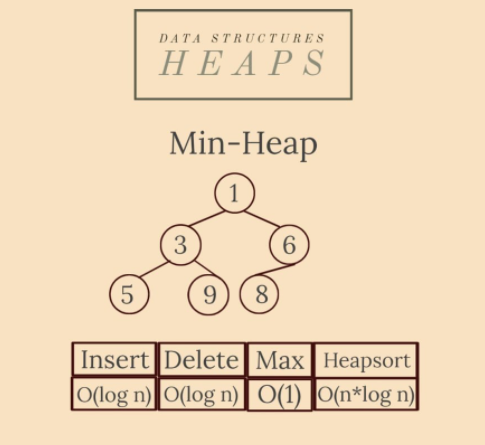 DATA STRUCTURES
HEAPS
Min-Heap
1
3 6
5 9 8
Insert Delete Max Heapsort
O(log n) O(log n) O(1) O(n*log n)